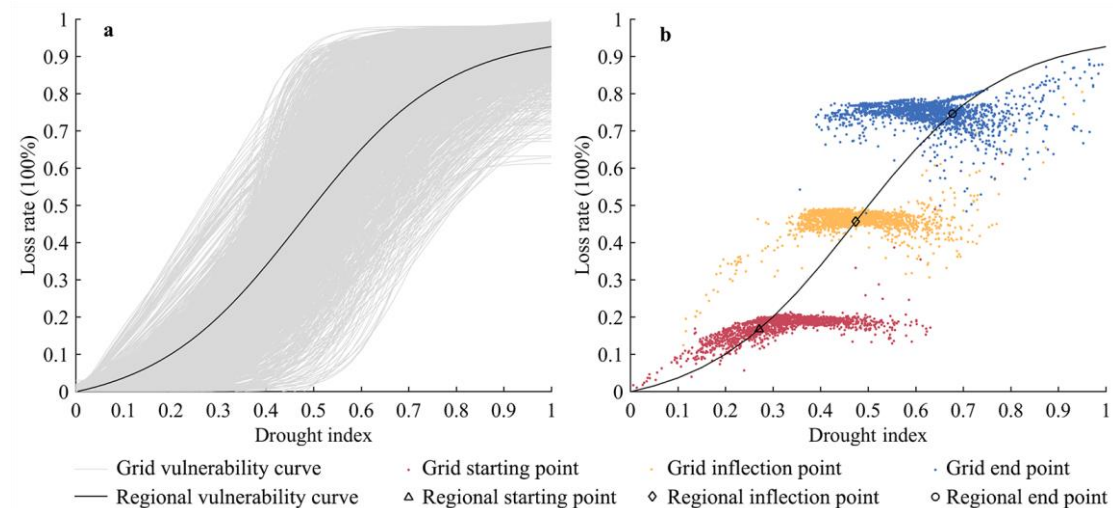 a
1
0.9
0.8
0.7
0.6
0.5
0.4
0.3
0.2
0.1
0
Loss rate (100%)
0 0.1 0.2 0.3 0.4 0.5 0.6 0.7 0.8 0.9 1
Drought index
b
1
0.9
0.8
0.7
0.6
0.5
0.4
0.3
0.2
0.1
0
Loss rate (100%)
0 0.1 0.2 0.3 0.4 0.5 0.6 0.7 0.8 0.9 1
Drought index
Grid vulnerability curve Grid starting point Grid inflection point Grid end point
Regional vulnerability curve Regional starting point Regional inflection point Regional end point